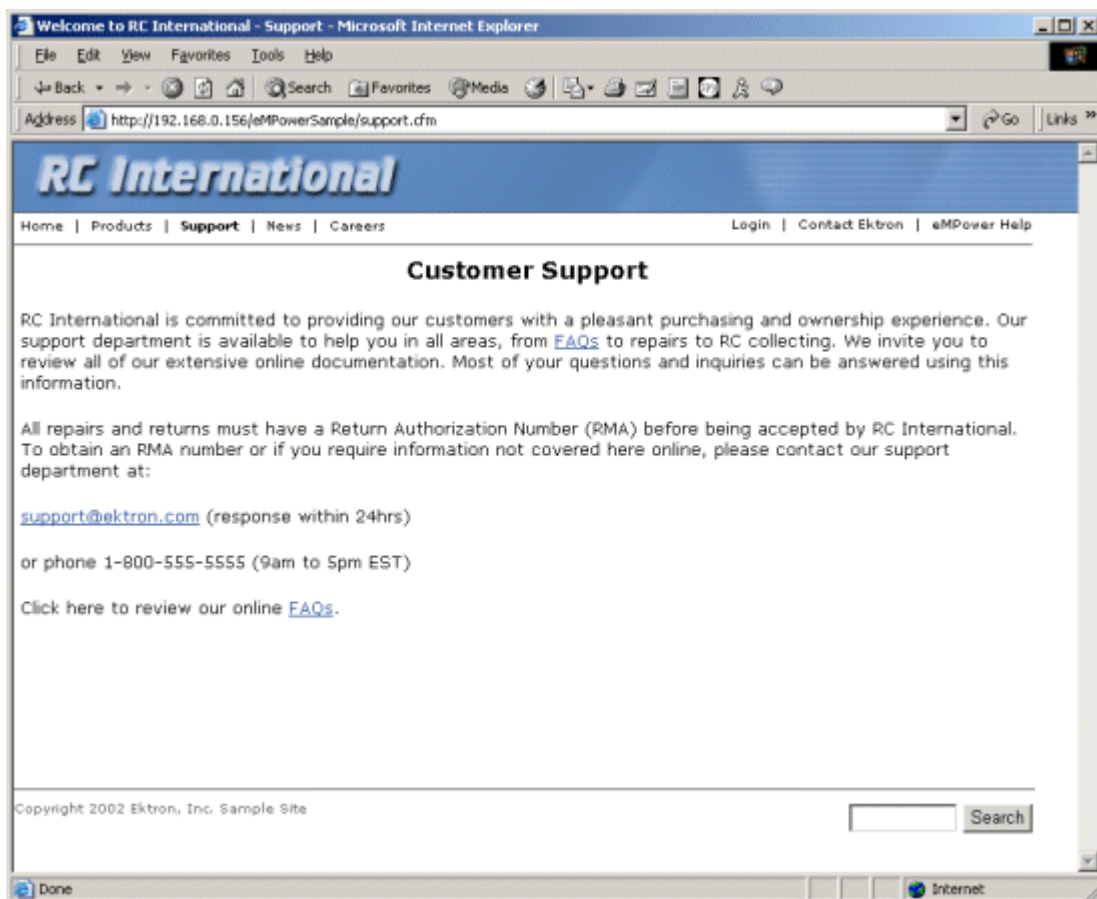 Welcome to RC International - Support - Microsoft Internet Explorer
File Edit View Favorites Tools Help
Back Search Favorites Media
Address http://192.168.0.156/eMPowerSample/support.cfm Go Links »
RC International
Home | Products | Support | News | Careers Login | Contact Ektron | eMPower Help
Customer Support
RC International is committed to providing our customers with a pleasant purchasing and ownership experience. Our
support department is available to help you in all areas, from FAQs to repairs to RC collecting. We invite you to
review all of our extensive online documentation. Most of your questions and inquiries can be answered using this
information.
All repairs and returns must have a Return Authorization Number (RMA) before being accepted by RC International.
To obtain an RMA number or if you require information not covered here online, please contact our support
department at:
support@ektron.com (response within 24hrs)
or phone 1-800-555-5555 (9am to 5pm EST)
Click here to review our online FAQs.
Copyright 2002 Ektron, Inc. Sample Site Search
Done Internet